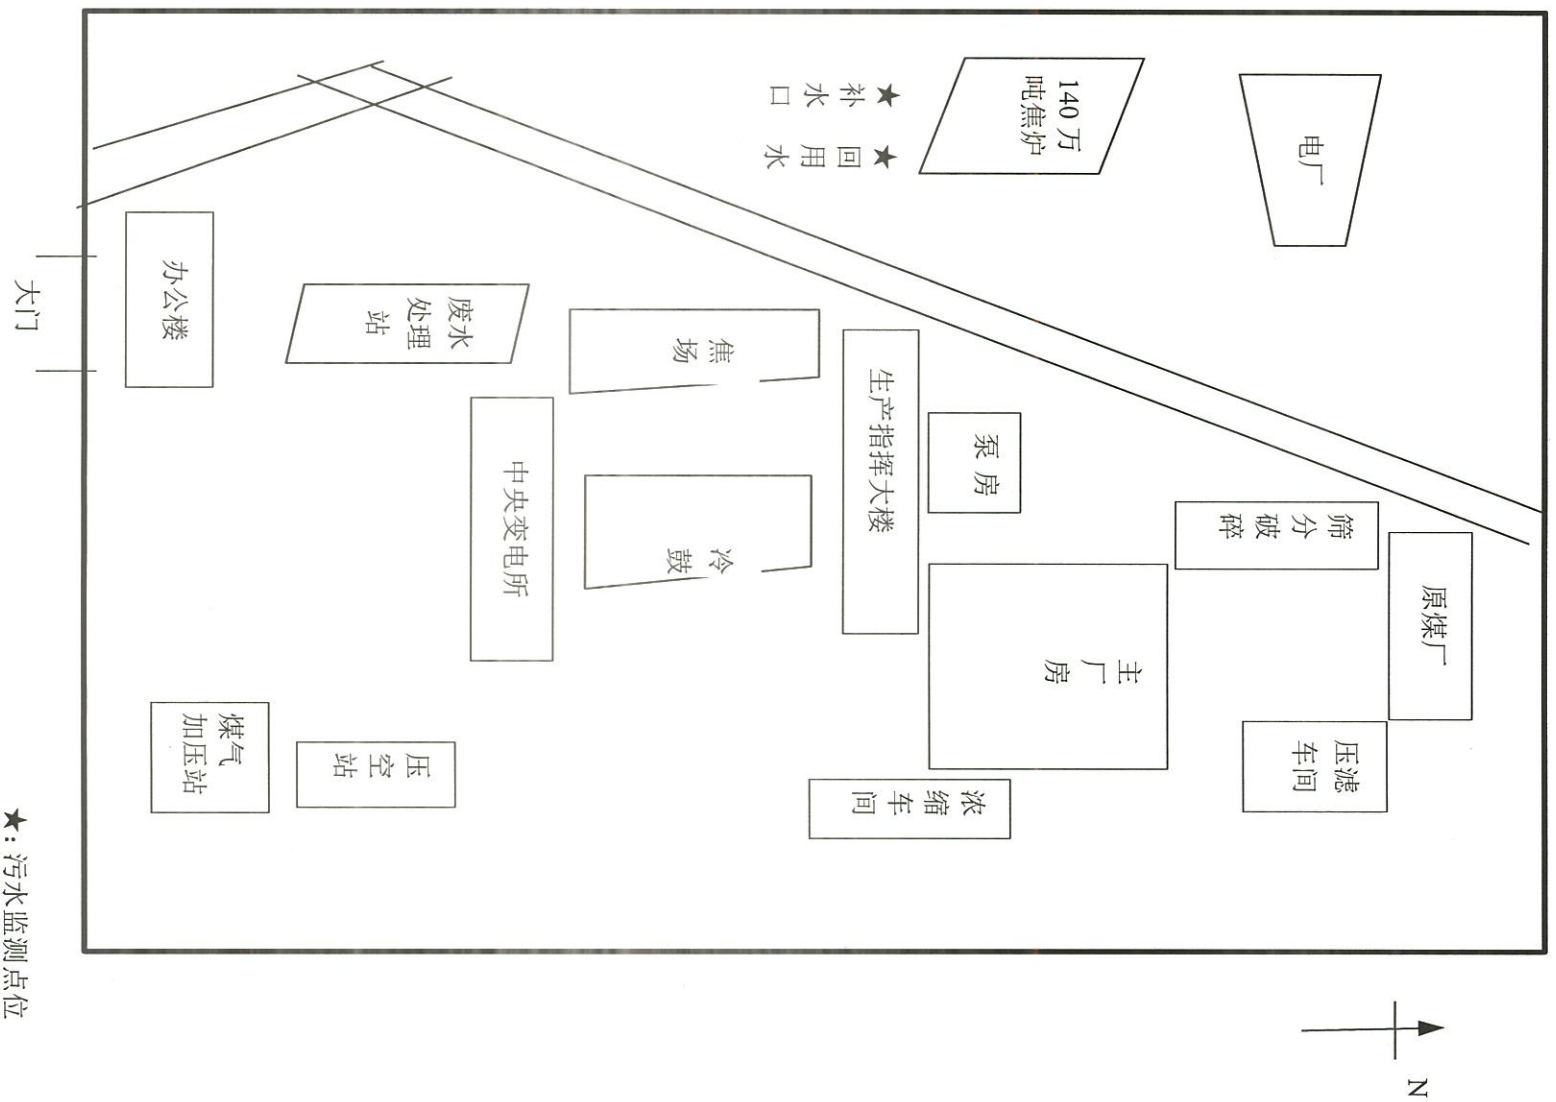 N
电厂
原煤厂
筛
分
破
碎
压滤
车间
140 万
吨焦炉
主
厂
房
泵 房
浓
缩
车
间
★
补
水
口
★
回
用
水
生产指挥大楼
焦
场
冷
鼓
中央变电所
废水
处理
站
压
空
站
煤气
加压站
办公楼
大门
★: 污水监测点位